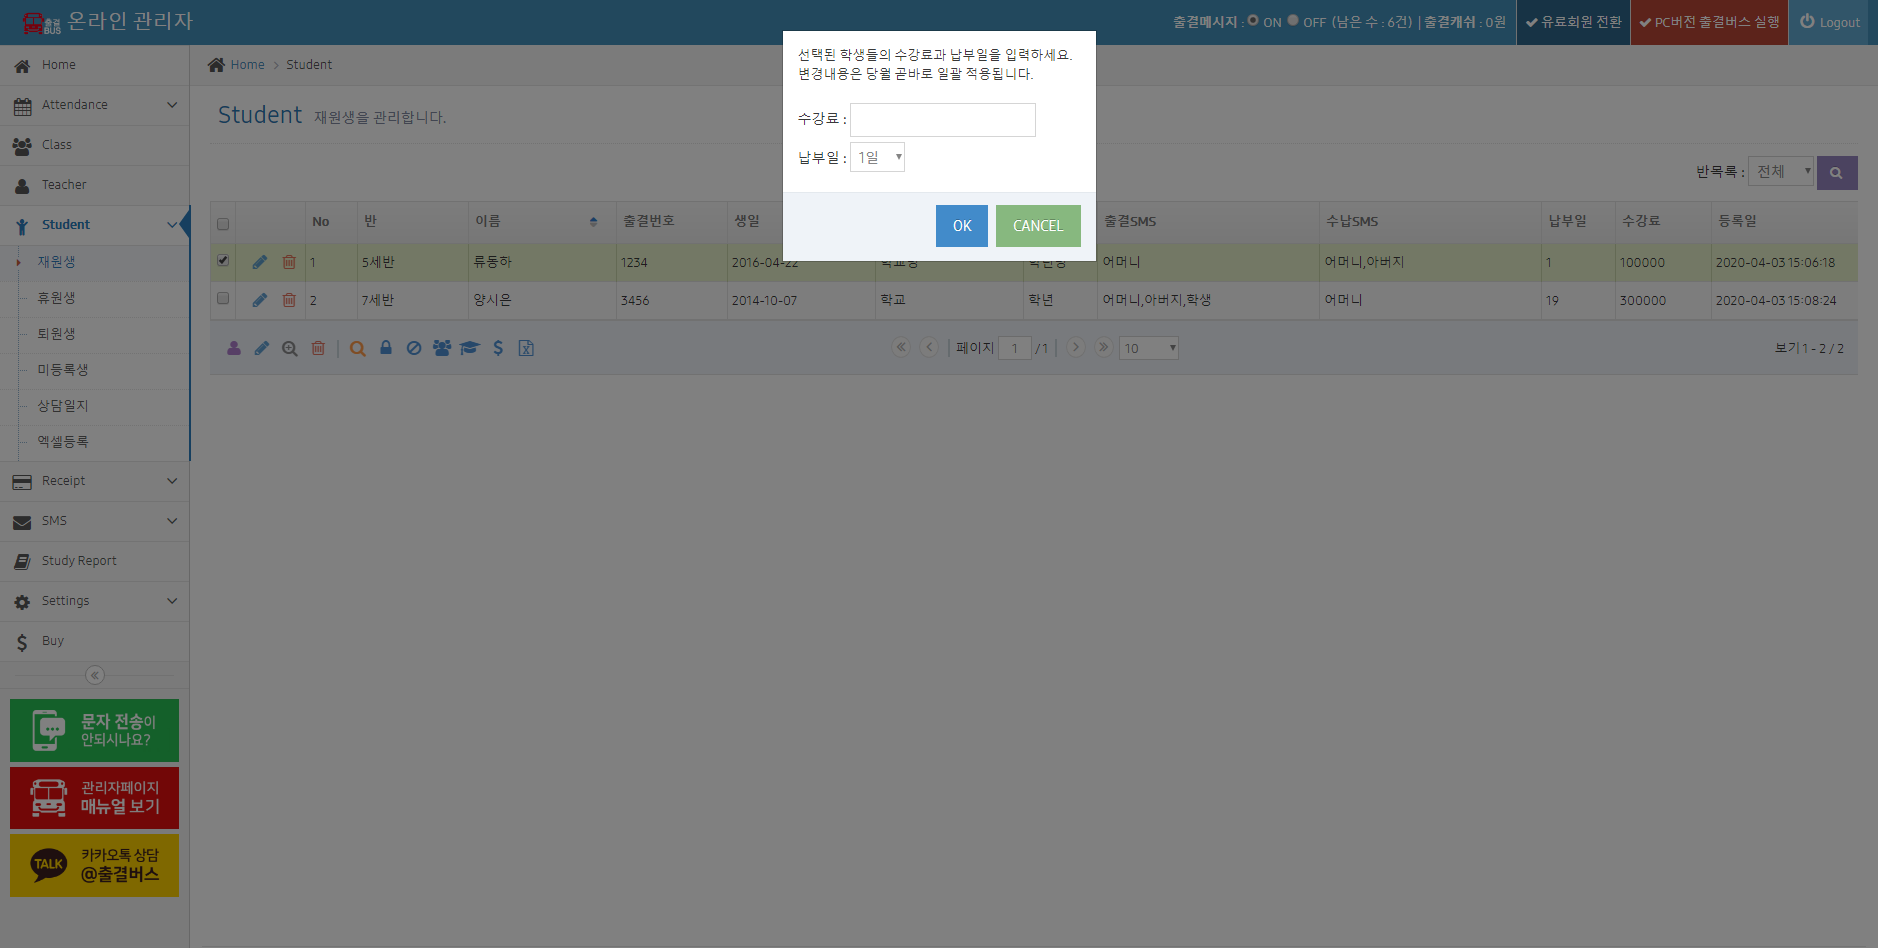 출결BUS 온라인 관리자
출결메시지 : ON OFF (남은 수 : 6건) | 출결캐쉬 : 0원
유료회원 전환
PC버전 출결버스 실행
Logout
Home
Attendance
Class
Teacher
Student
재원생
휴원생
퇴원생
미등록생
상담일지
엑셀등록
Receipt
SMS
Study Report
Settings
Buy
문자 전송이
안되시나요?
관리자페이지
매뉴얼 보기
TALK
카카오톡 상담
@출결버스
Home > Student
Student 재원생을 관리합니다.
선택된 학생들의 수강료과 납부일을 입력하세요.
변경내용은 당월 곧바로 일괄 적용됩니다.
수강료 :
납부일 : 1일
OK CANCEL
반목록 : 전체
No 반 이름 출결번호 생일 출결SMS 수납SMS 납부일 수강료 등록일
1 5세반 류동하 1234 2016-04-22 학교명 학년명 어머니 어머니,아버지 1 100000 2020-04-03 15:06:18
2 7세반 양시은 3456 2014-10-07 학교 학년 어머니,아버지,학생 어머니 19 300000 2020-04-03 15:08:24
페이지 1 / 1 10
보기 1 - 2 / 2